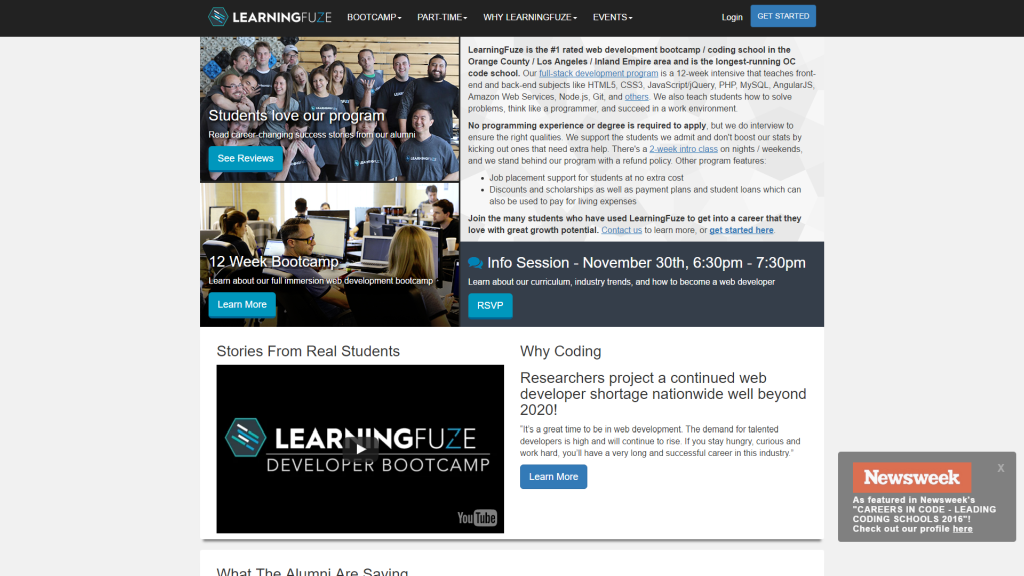 LEARNINGFUZE BOOTCAMP PART-TIME WHY LEARNINGFUZE EVENTS Login GET STARTED
Students love our program
Read career-changing success stories from our alumni
See Reviews
12 Week Bootcamp
Learn about our full immersion web development bootcamp
Learn More
LearningFuze is the #1 rated web development bootcamp / coding school in the
Orange County / Los Angeles / Inland Empire area and is the longest-running OC
code school. Our full-stack development program is a 12-week intensive that teaches front-
end and back-end subjects like HTML5, CSS3, JavaScript/jQuery, PHP, MySQL, AngularJS,
Amazon Web Services, Node.js, Git, and others. We also teach students how to solve
problems, think like a programmer, and succeed in a work environment.
No programming experience or degree is required to apply, but we do interview to
ensure the right qualities. We support the students we admit and don't boost our stats by
kicking out ones that need extra help. There's a 2-week intro class on nights / weekends,
and we stand behind our program with a refund policy. Other program features:
• Job placement support for students at no extra cost
• Discounts and scholarships as well as payment plans and student loans which can
also be used to pay for living expenses
Join the many students who have used LearningFuze to get into a career that they
love with great growth potential. Contact us to learn more, or get started here.
Info Session - November 30th, 6:30pm - 7:30pm
Learn about our curriculum, industry trends, and how to become a web developer
RSVP
Stories From Real Students
LEARNINGFUZE
DEVELOPER BOOTCAMP
YouTube
Why Coding
Researchers project a continued web
developer shortage nationwide well beyond
2020!
"It's a great time to be in web development. The demand for talented
developers is high and will continue to rise. If you stay hungry, curious and
work hard, you'll have a very long and successful career in this industry."
Learn More
Newsweek X
As featured in Newsweek's
"CAREERS IN CODE - LEADING
CODING SCHOOLS 2016"!
Check out our profile here
What The Alumni Are Saying